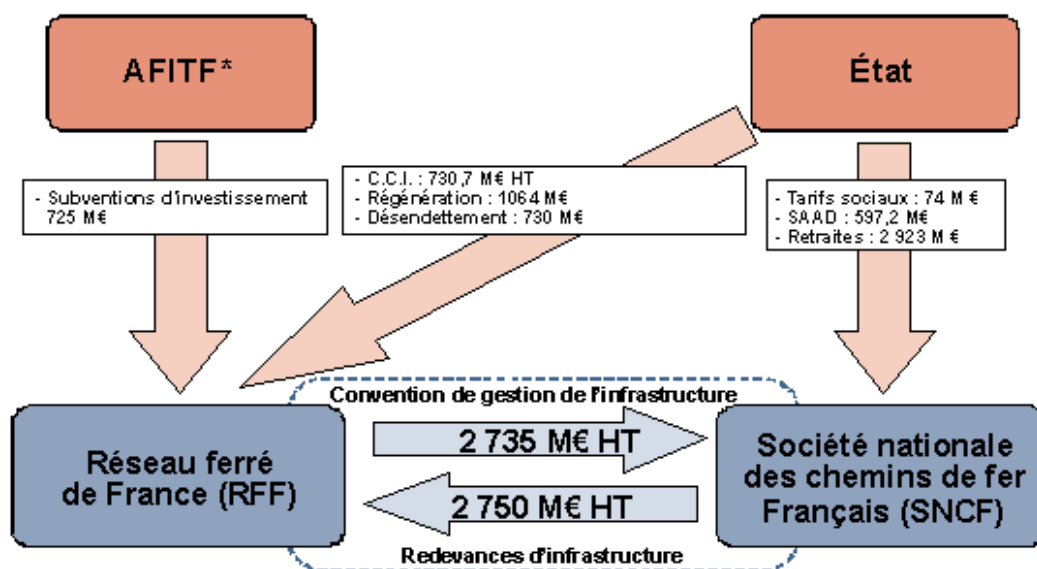 AFITF*
État
- Subventions d'investissement
725 M€
- C.C.I. : 730,7 M€ HT
- Régénération : 1064 M€
- Désendettement : 730 M€
- Tarifs sociaux : 74 M €
- SAAD : 597,2 M€
- Retraites : 2 923 M €
Convention de gestion de l'infrastructure
2 735 M€ HT
Réseau ferré
de France (RFF)
Société nationale
des chemins de fer
Français (SNCF)
2 750 M€ HT
Redevances d'infrastructure